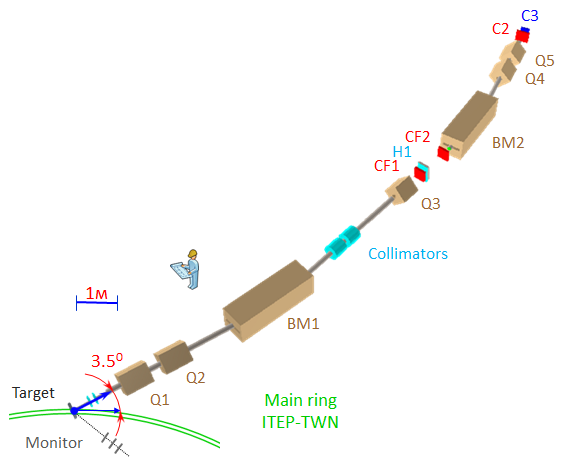 C3
C2
Q5
Q4
CF2
BM2
H1
CF1
Q3
Collimators
1м
BM1
3.5⁰
Q2
Target
Q1
Main ring
ITEP-TWN
Monitor